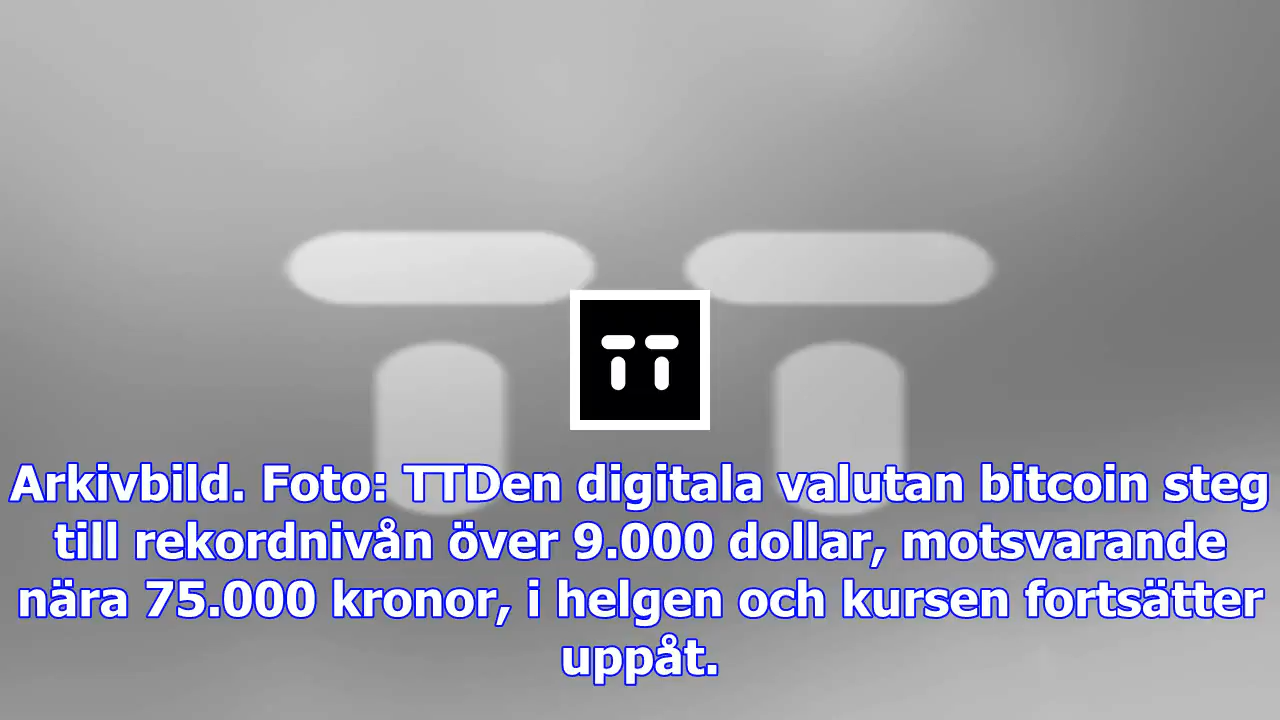 TT
Arkivbild. Foto: TTDen digitala valutan bitcoin steg
till rekordnivån över 9.000 dollar, motsvarande
nära 75.000 kronor, i helgen och kursen fortsätter
uppåt.